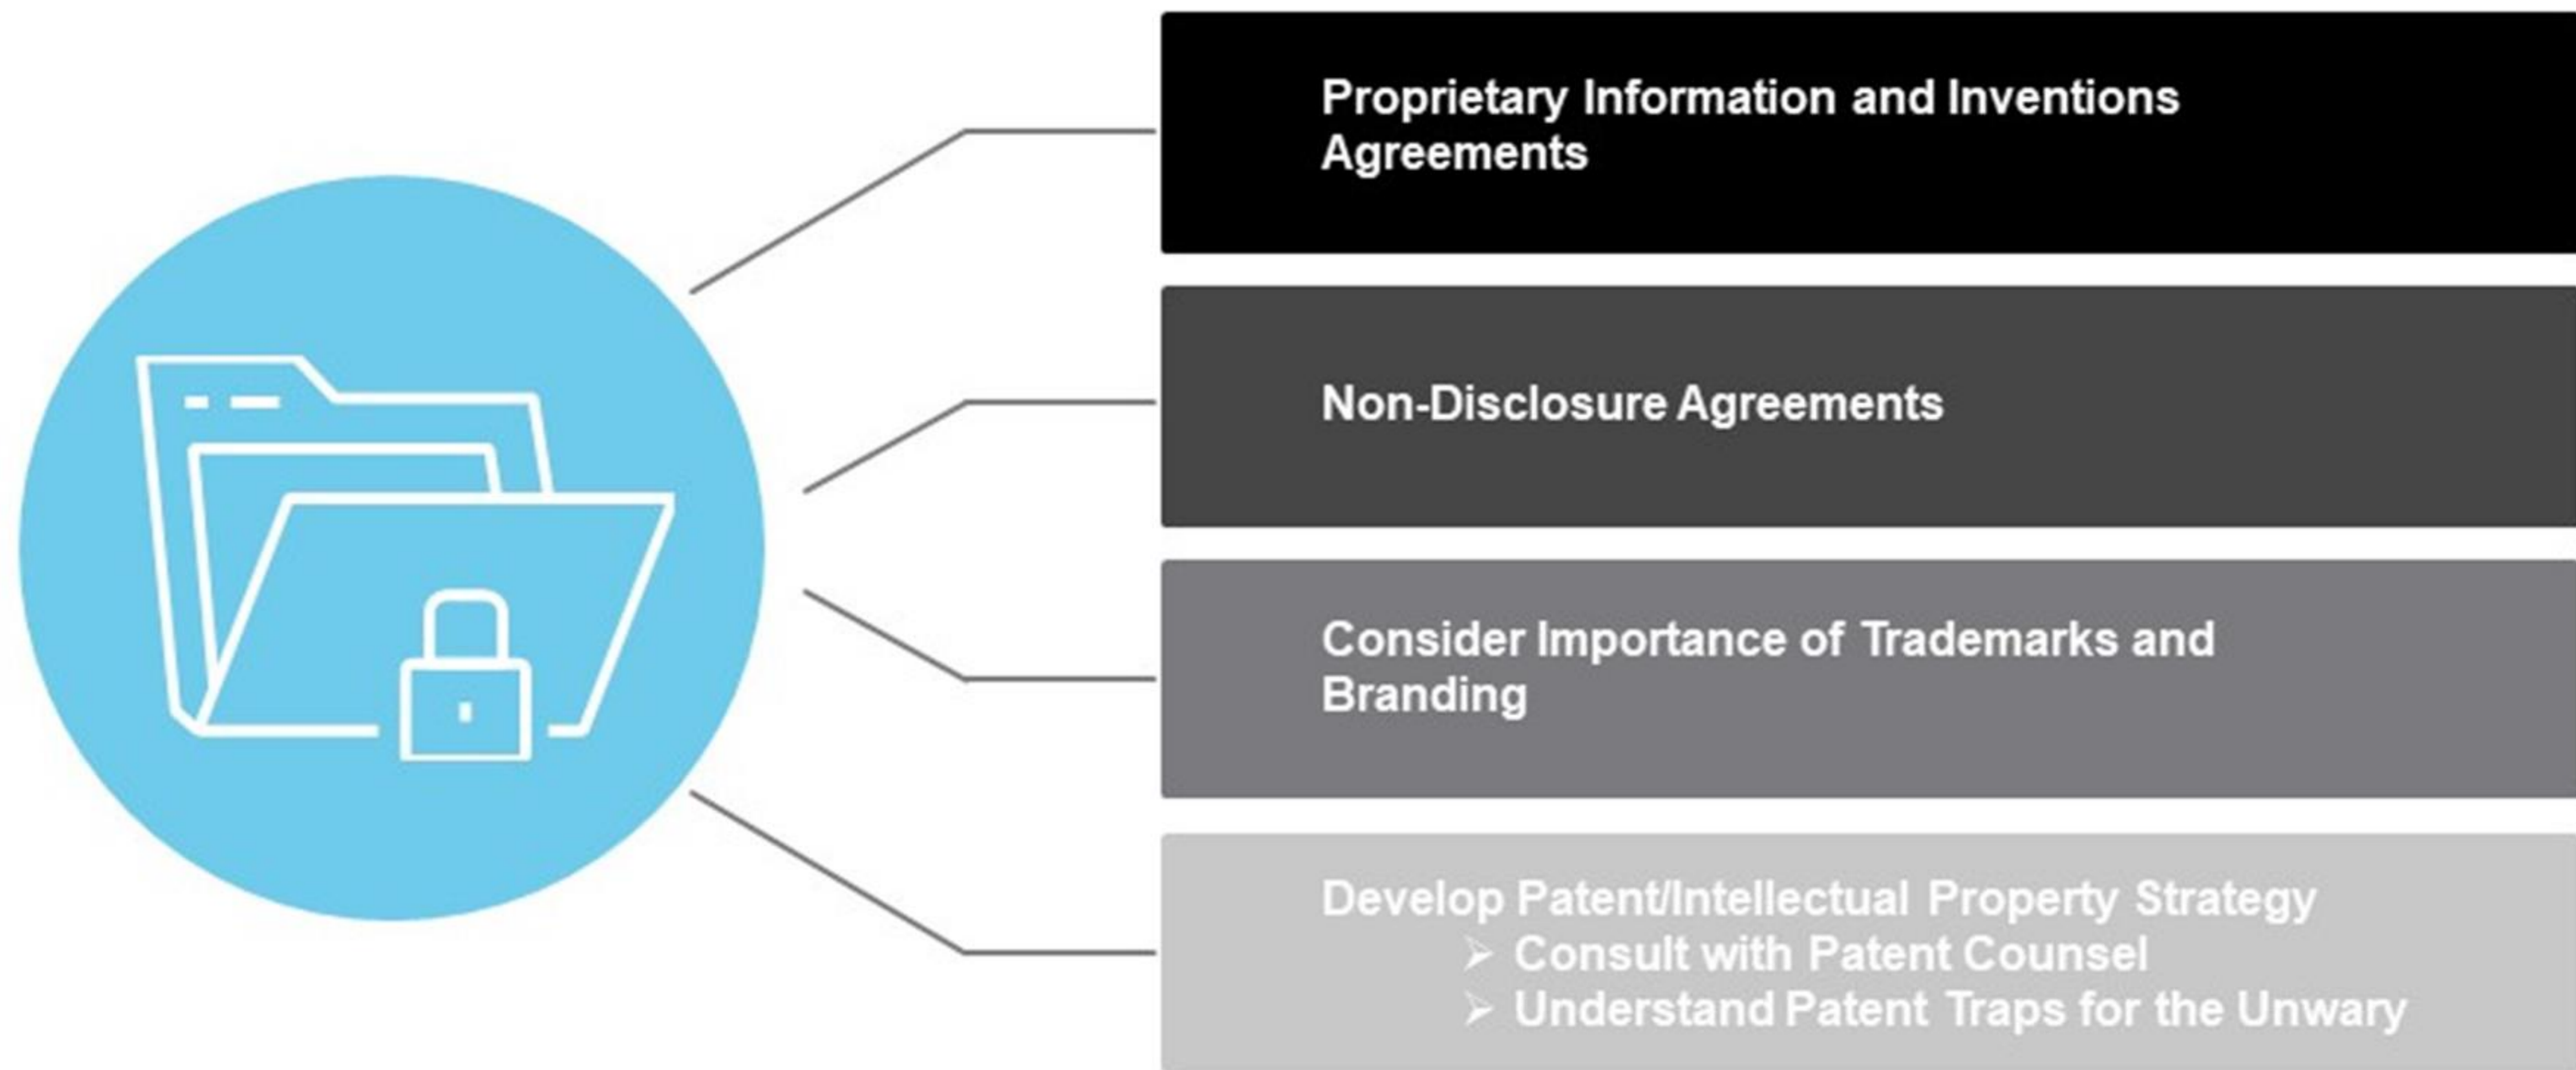 Proprietary Information and Inventions
Agreements
Non-Disclosure Agreements
Consider Importance of Trademarks and
Branding
Develop Patent/Intellectual Property Strategy
➢ Consult with Patent Counsel
➢ Understand Patent Traps for the Unwary